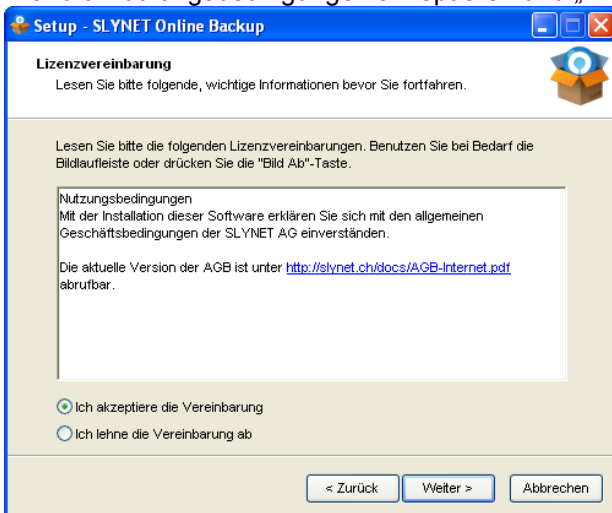 Setup - SLYNET Online Backup
Lizenzvereinbarung
Lesen Sie bitte folgende, wichtige Informationen bevor Sie fortfahren.
Lesen Sie bitte die folgenden Lizenzvereinbarungen. Benutzen Sie bei Bedarf die
Bildlaufleiste oder drücken Sie die "Bild Ab"-Taste.
Nutzungsbedingungen
Mit der Installation dieser Software erklären Sie sich mit den allgemeinen
Geschäftsbedingungen der SLYNET AG einverständen.
Die aktuelle Version der AGB ist unter http://slynet.ch/docs/AGB-Internet.pdf
abrufbar.
Ich akzeptiere die Vereinbarung
Ich lehne die Vereinbarung ab
< Zurück Weiter > Abbrechen